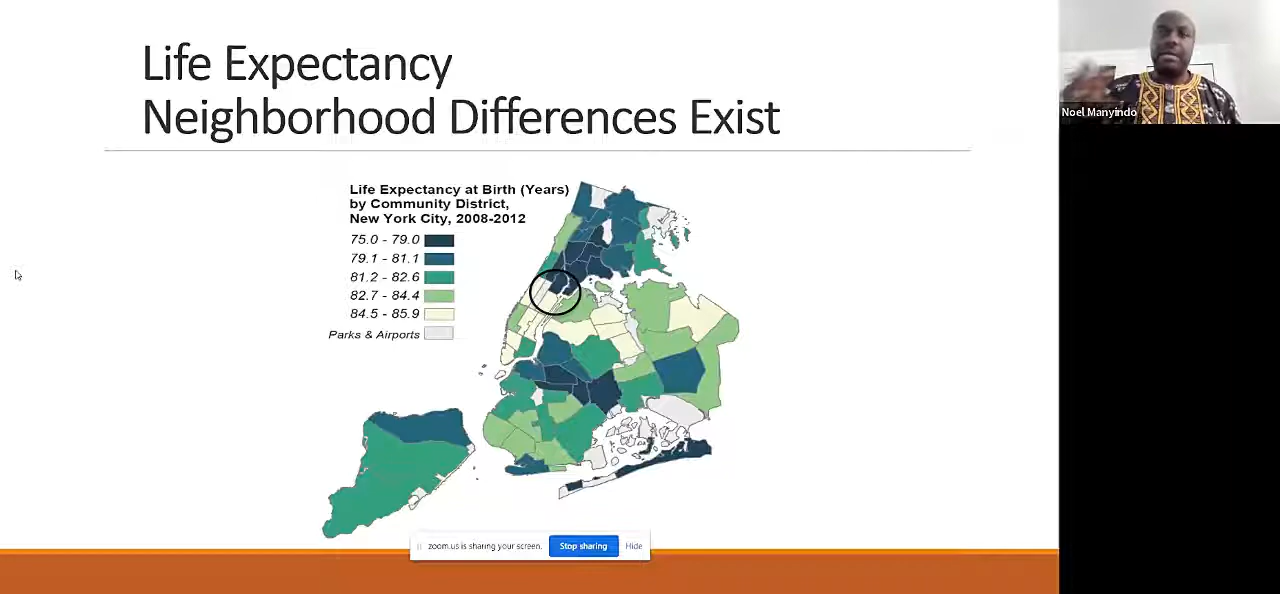 Life Expectancy
Neighborhood Differences Exist
Life Expectancy at Birth (Years)
by Community District,
New York City, 2008-2012
75.0 - 79.0
79.1 - 81.1
81.2 - 82.6
82.7 - 84.4
84.5 - 85.9
Parks & Airports
zoom.us is sharing your screen. Stop sharing Hide
Noel Manyindo